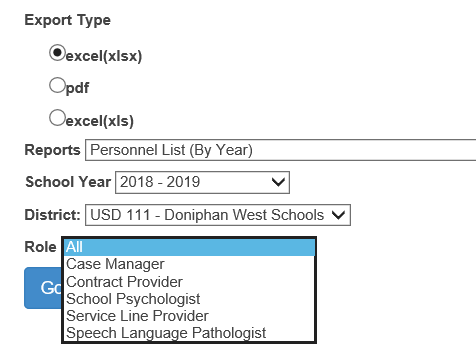 Export Type
excel(xlsx)
pdf
excel(xls)
Reports Personnel List (By Year)
School Year 2018 - 2019
District: USD 111 - Doniphan West Schools
Role All
Case Manager
Contract Provider
School Psychologist
Service Line Provider
Speech Language Pathologist